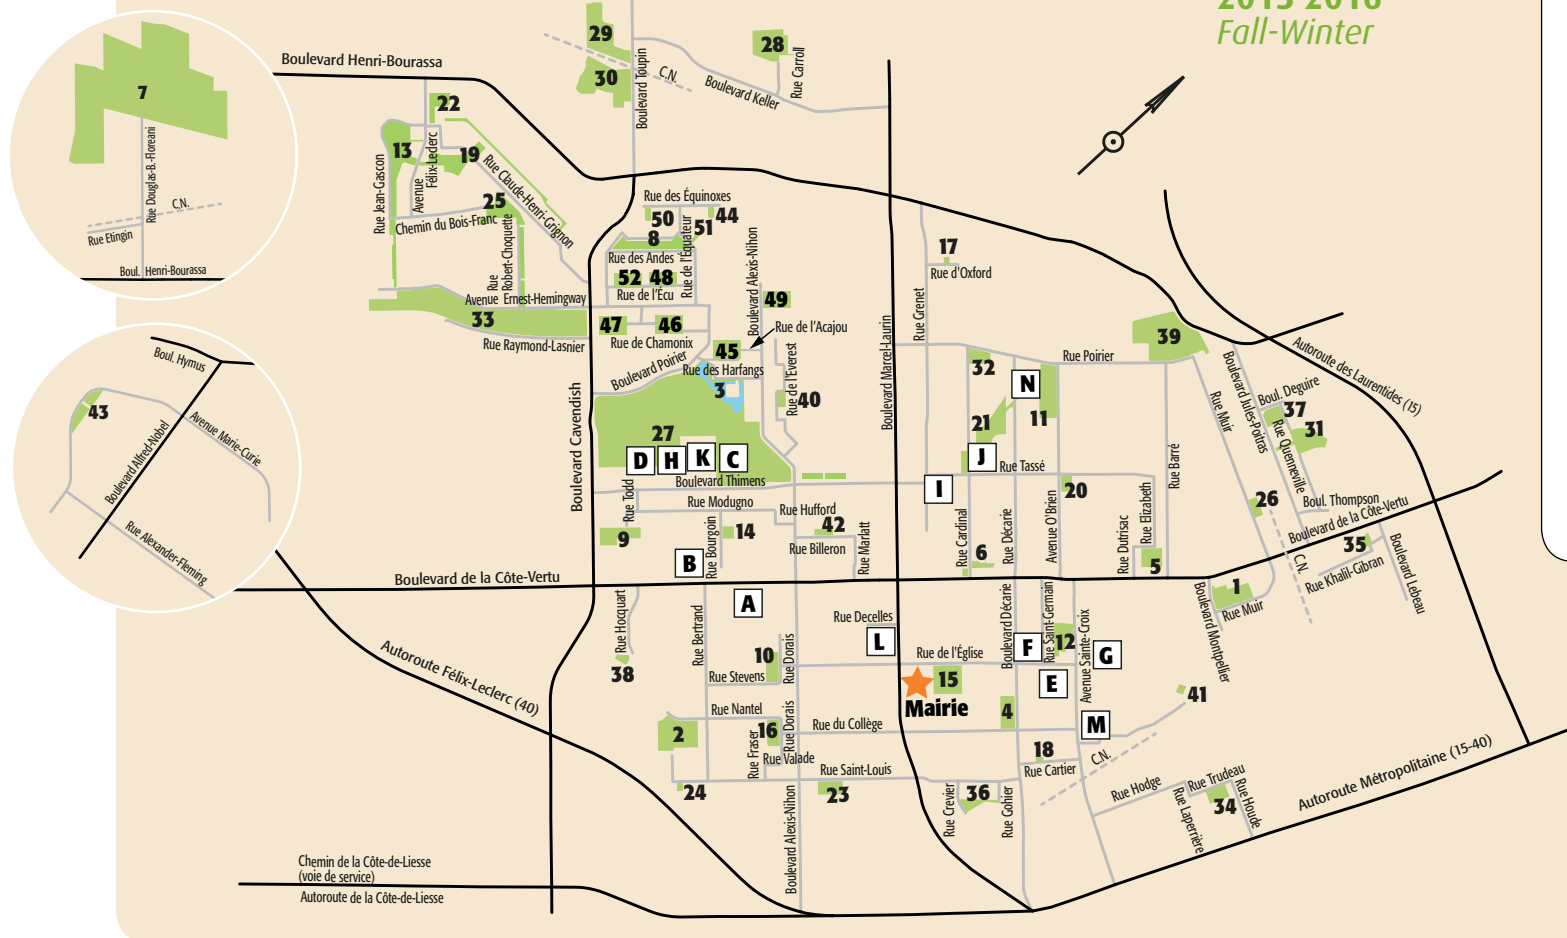 2015-2016
Fall-Winter
7
Rue Douglas-B.-Floreani
C.N.
Rue Etingin
Boul. Henri-Bourassa
Boulevard Henri-Bourassa
29
30
Boulevard Toupin
C.N.
Boulevard Keller
28
Rue Carroll
22
13
19
Rue Jean-Gascon
Avenue
Félix-Leclerc
Rue Claude-Henri-Grignon
25
Chemin du Bois-Franc
Rue
Robert-Choquette
Avenue Ernest-Hemingway
33
Rue Raymond-Lasnier
Rue des Équinoxes
50
44
51
8
Rue des Andes
Rue de l'Équateur
52
48
Rue de l'Écu
Boulevard Alexis-Nihon
49
47
46
Rue de Chamonix
Rue de l'Acajou
45
Boulevard Poirier
Rue des Harfangs
3
Rue de l'Everest
40
27
D
H
K
C
Boulevard Thimens
Boulevard Cavendish
Boulevard Marcel-Laurin
17
Rue d'Oxford
Rue Grenet
32
N
11
21
Rue Poirier
39
J
Rue Tassé
I
20
Rue Barré
Rue Muir
Boulevard Jules-Poitras
Boul. Deguire
37
31
Rue Quenneville
Autoroute des Laurentides (15)
26
Boul. Thompson
Boulevard de la Côte-Vertu
35
C.N.
Rue Khalil-Gibran
Boulevard Lebeau
Boul. Hymus
43
Boulevard Alfred-Nobel
Avenue Marie-Curie
Rue Alexander-Fleming
Rue Todd
Rue Modugno
Rue Hufford
9
Rue Bourgoin
14
42
Rue Billeron
Rue Marlatt
B
Rue Cardinal
6
Rue Décarie
Avenue O'Brien
Rue Dutrisac
Rue Elizabeth
5
Boulevard de la Côte-Vertu
1
Rue Muir
Boulevard Montpellier
A
Rue Hocquart
Rue Bertrand
38
10
Rue Dorais
Rue Stevens
Rue Decelles
L
Rue de l'Église
Boulevard Décarie
Rue Saint-Germain
F
12
Avenue Sainte-Croix
G
E
15
Mairie
4
M
41
Autoroute Félix-Leclerc (40)
Rue Nantel
2
16
Rue Dorais
Rue Fraser
Rue Valade
Rue du Collège
18
Rue Cartier
C.N.
24
Rue Saint-Louis
23
Boulevard Alexis-Nihon
Rue Crevier
36
Rue Gohier
Rue Hodge
Rue Trudeau
34
Rue Laperrière
Rue Houde
Autoroute Métropolitaine (15-40)
Chemin de la Côte-de-Liesse
(voie de service)
Autoroute de la Côte-de-Liesse